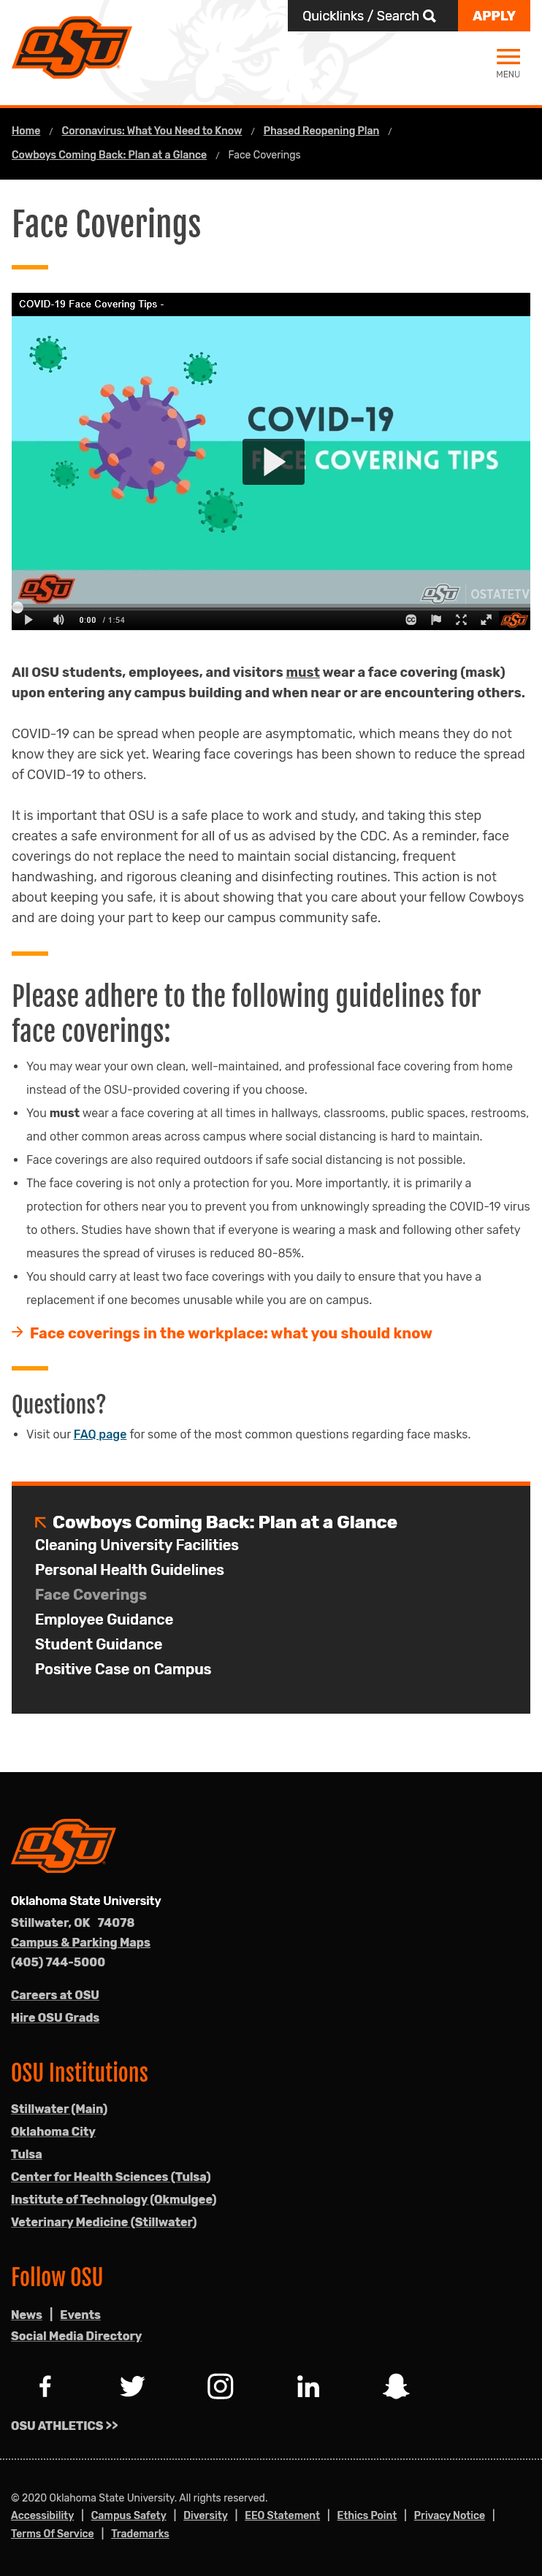 Quicklinks / Search
APPLY
OSU
MENU
Home / Coronavirus: What You Need to Know / Phased Reopening Plan /
Cowboys Coming Back: Plan at a Glance / Face Coverings
Face Coverings
COVID-19 Face Covering Tips -
COVID-19
FACE COVERING TIPS
OSU
OSU OSTATETV
0:00 / 1:54
CC
OSU
All OSU students, employees, and visitors must wear a face covering (mask)
upon entering any campus building and when near or are encountering others.
COVID-19 can be spread when people are asymptomatic, which means they do not
know they are sick yet. Wearing face coverings has been shown to reduce the spread
of COVID-19 to others.
It is important that OSU is a safe place to work and study, and taking this step
creates a safe environment for all of us as advised by the CDC. As a reminder, face
coverings do not replace the need to maintain social distancing, frequent
handwashing, and rigorous cleaning and disinfecting routines. This action is not
about keeping you safe, it is about showing that you care about your fellow Cowboys
and are doing your part to keep our campus community safe.
Please adhere to the following guidelines for
face coverings:
• You may wear your own clean, well-maintained, and professional face covering from home
instead of the OSU-provided covering if you choose.
• You must wear a face covering at all times in hallways, classrooms, public spaces, restrooms,
and other common areas across campus where social distancing is hard to maintain.
• Face coverings are also required outdoors if safe social distancing is not possible.
• The face covering is not only a protection for you. More importantly, it is primarily a
protection for others near you to prevent you from unknowingly spreading the COVID-19 virus
to others. Studies have shown that if everyone is wearing a mask and following other safety
measures the spread of viruses is reduced 80-85%.
• You should carry at least two face coverings with you daily to ensure that you have a
replacement if one becomes unusable while you are on campus.
Face coverings in the workplace: what you should know
Questions?
• Visit our FAQ page for some of the most common questions regarding face masks.
Cowboys Coming Back: Plan at a Glance
Cleaning University Facilities
Personal Health Guidelines
Face Coverings
Employee Guidance
Student Guidance
Positive Case on Campus
OSU
Oklahoma State University
Stillwater, OK 74078
Campus & Parking Maps
(405) 744-5000
Careers at OSU
Hire OSU Grads
OSU Institutions
Stillwater (Main)
Oklahoma City
Tulsa
Center for Health Sciences (Tulsa)
Institute of Technology (Okmulgee)
Veterinary Medicine (Stillwater)
Follow OSU
News | Events
Social Media Directory
OSU ATHLETICS >>
© 2020 Oklahoma State University. All rights reserved.
Accessibility | Campus Safety | Diversity | EEO Statement | Ethics Point | Privacy Notice |
Terms Of Service | Trademarks